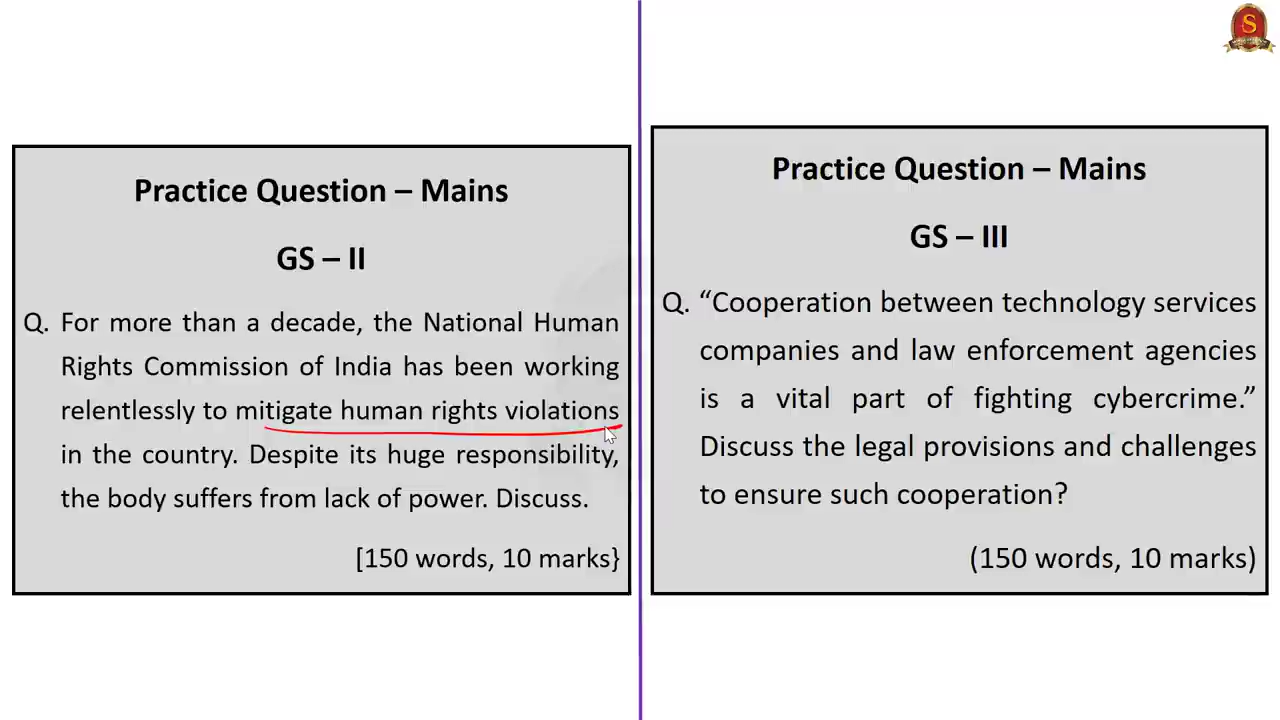 S
Practice Question – Mains
GS – II
Q. For more than a decade, the National Human
Rights Commission of India has been working
relentlessly to mitigate human rights violations
in the country. Despite its huge responsibility,
the body suffers from lack of power. Discuss.
[150 words, 10 marks}
Practice Question – Mains
GS – III
Q. “Cooperation between technology services
companies and law enforcement agencies
is a vital part of fighting cybercrime.”
Discuss the legal provisions and challenges
to ensure such cooperation?
(150 words, 10 marks)